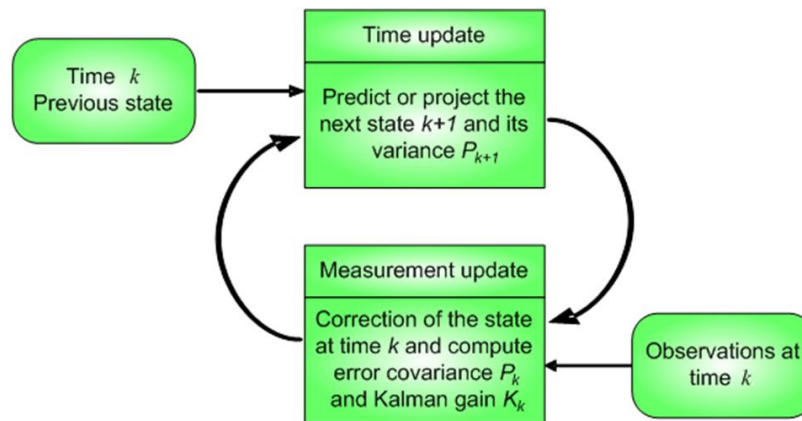 Time update
Time k
Previous state
Predict or project the
next state k+1 and its
variance Pk+1
Measurement update
Correction of the state
at time k and compute
error covariance Pk
and Kalman gain Kk
Observations at
time k